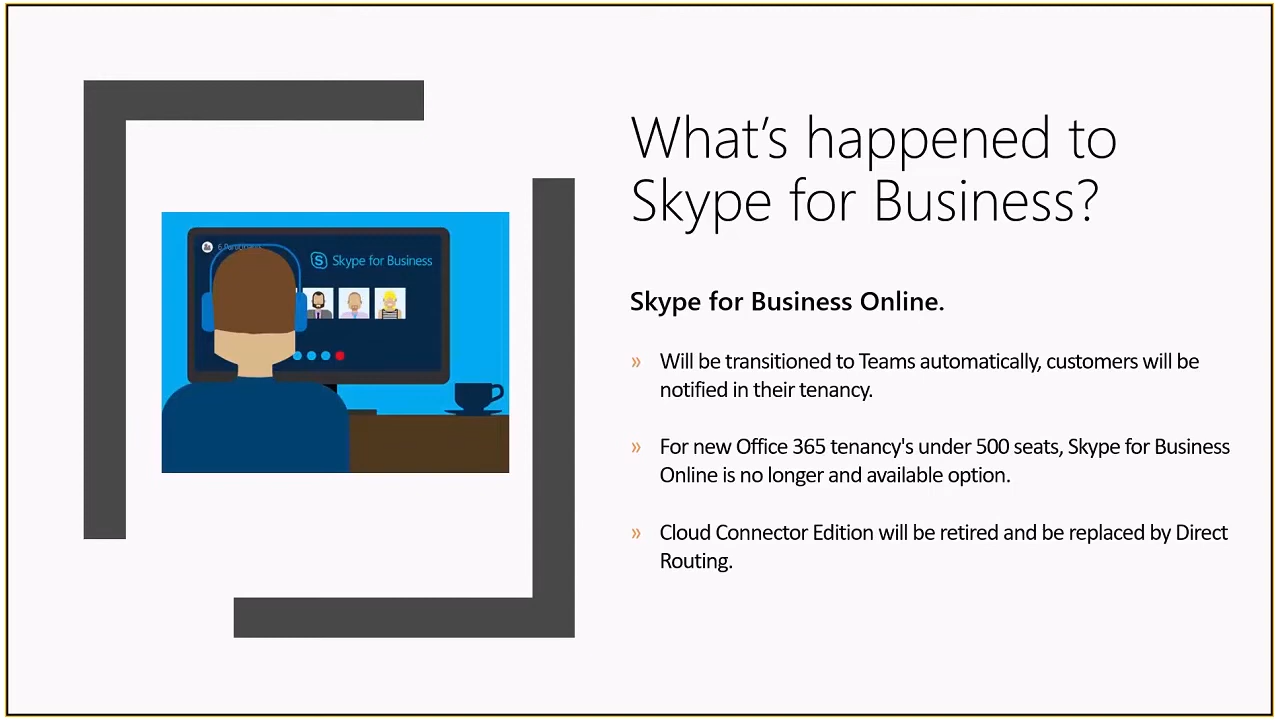 What’s happened to
Skype for Business?
Skype for Business Online.
» Will be transitioned to Teams automatically, customers will be
notified in their tenancy.
» For new Office 365 tenancy's under 500 seats, Skype for Business
Online is no longer and available option.
» Cloud Connector Edition will be retired and be replaced by Direct
Routing.
6 Participants
Skype for Business